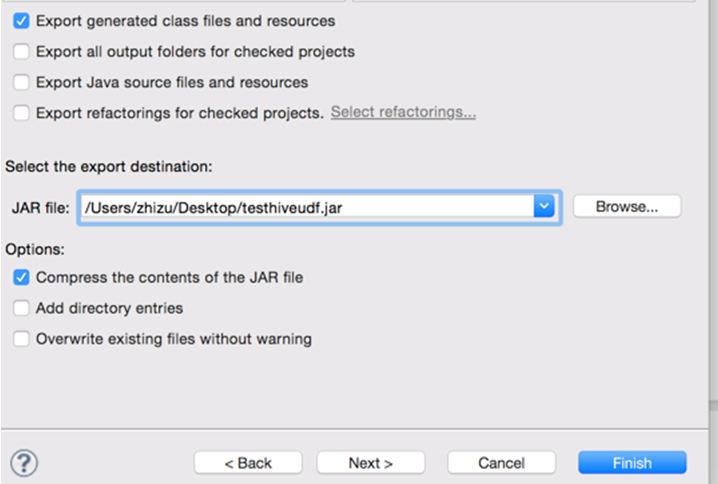 Export generated class files and resources
Export all output folders for checked projects
Export Java source files and resources
Export refactorings for checked projects. Select refactorings...
Select the export destination:
JAR file: /Users/zhizu/Desktop/testhiveudf.jar Browse...
Options:
Compress the contents of the JAR file
Add directory entries
Overwrite existing files without warning
? < Back Next > Cancel Finish